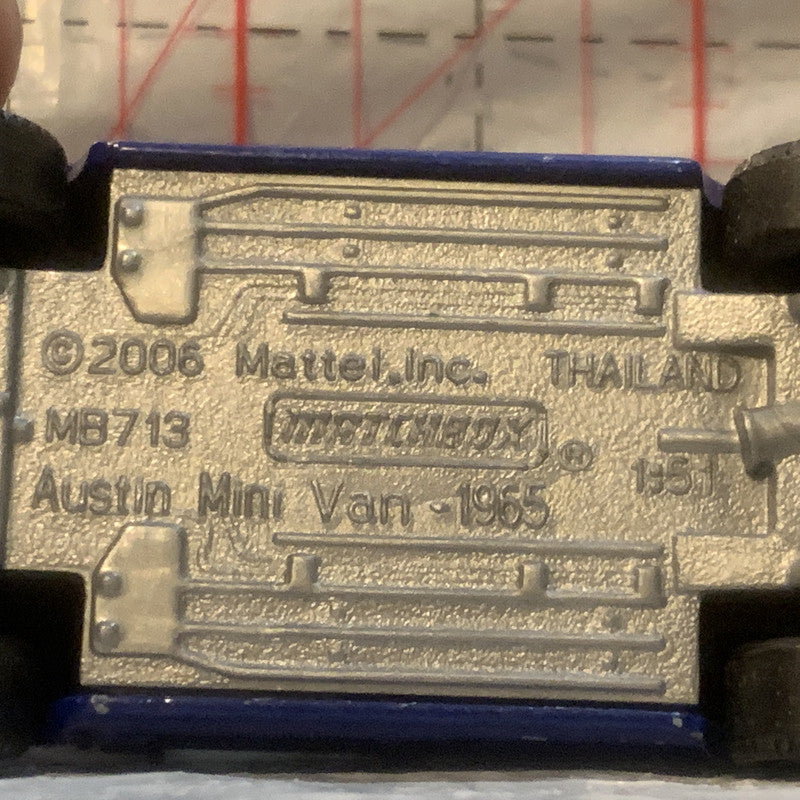 ©2006 Mattel.Inc. THAILAND
MB713 MATCHBOX ® 1:51
Austin Mini Van -1965